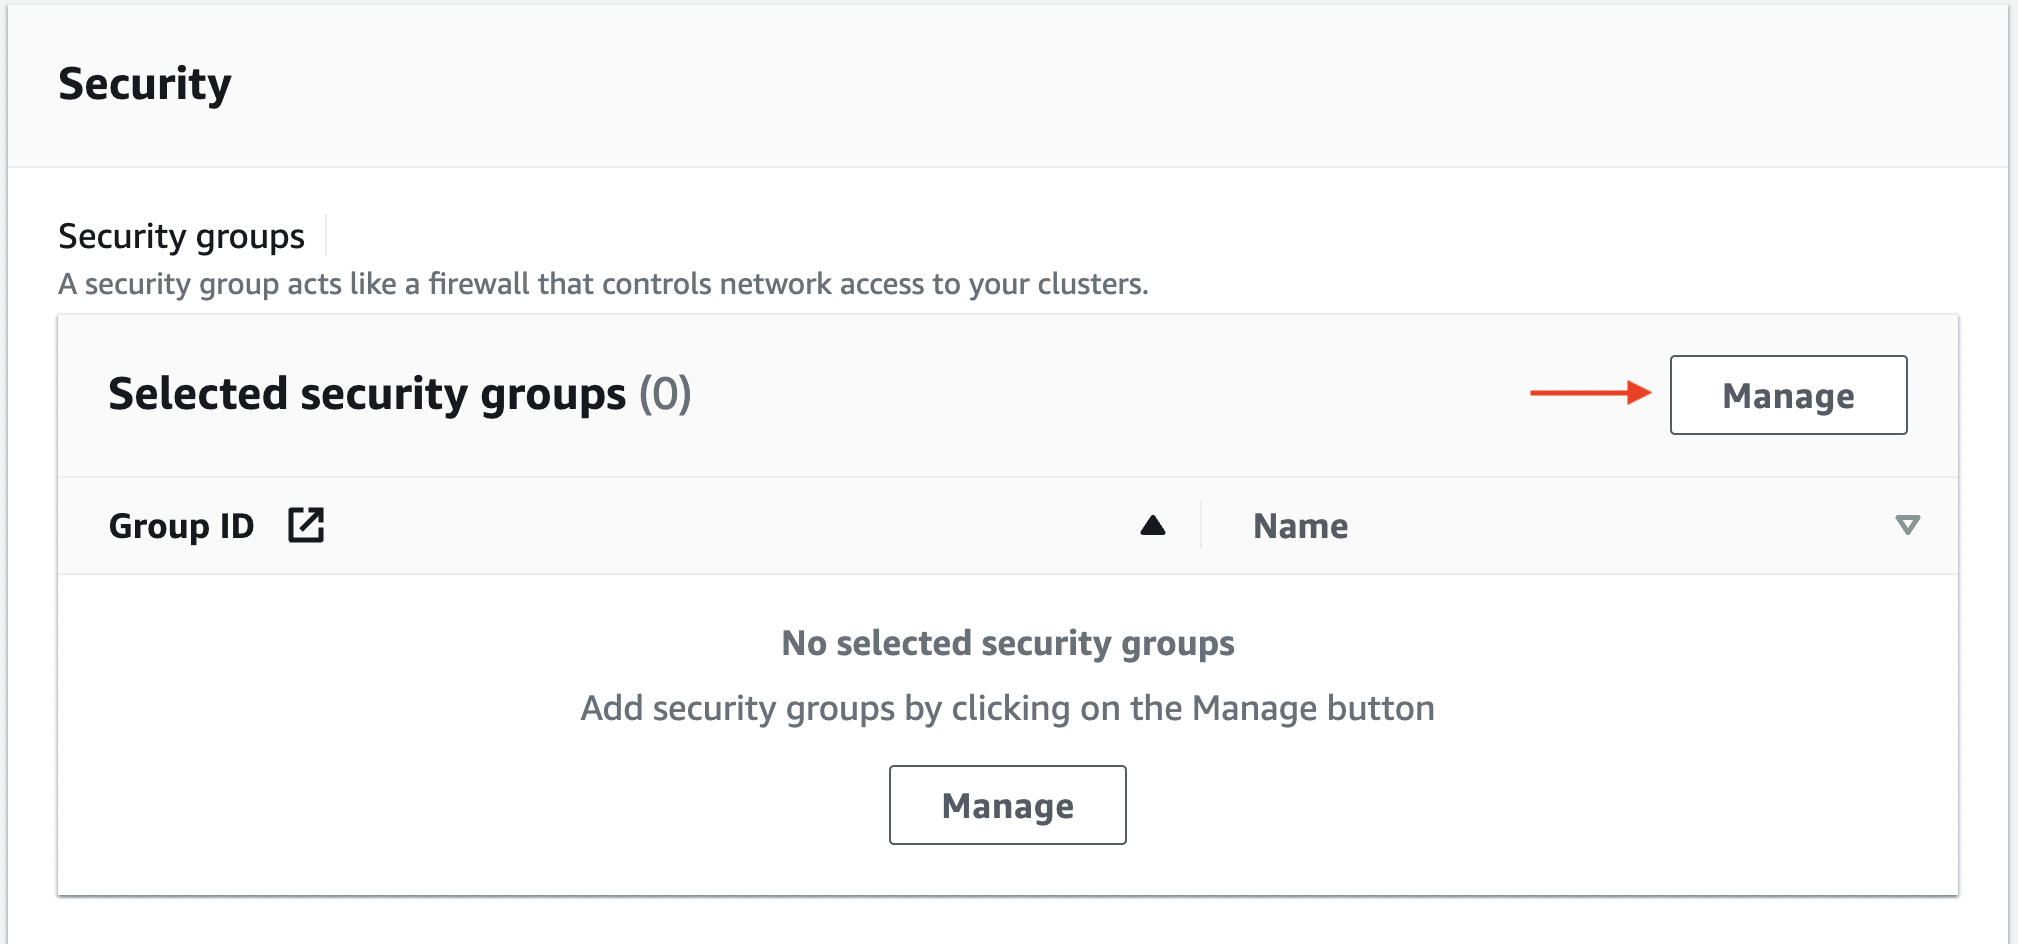 Security
Security groups
A security group acts like a firewall that controls network access to your clusters.
Selected security groups (0)
Manage
Group ID
Name
No selected security groups
Add security groups by clicking on the Manage button
Manage